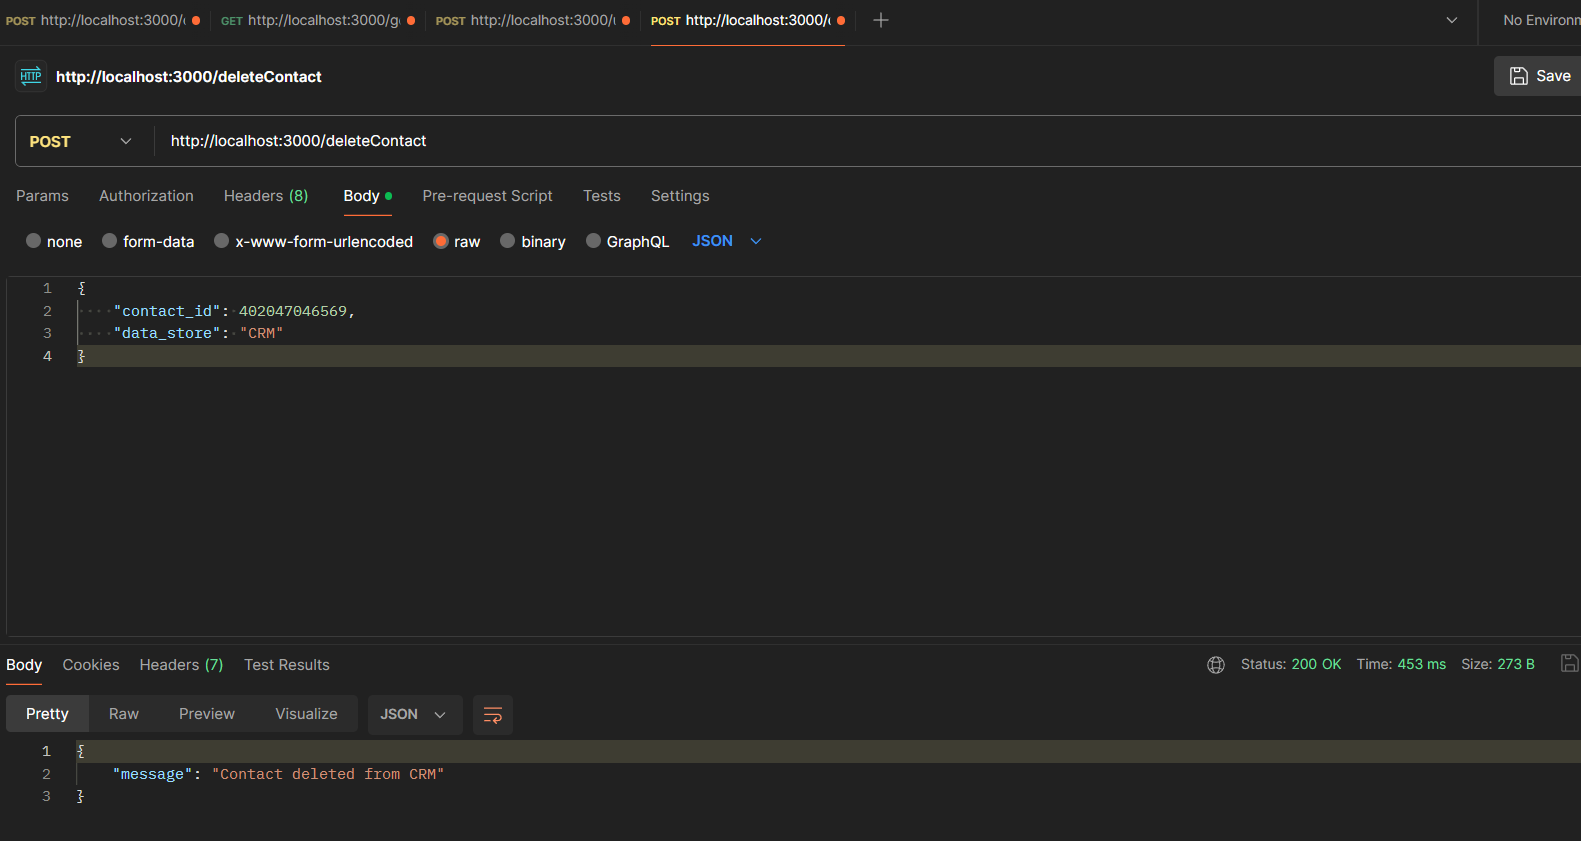 POST http://localhost:3000/ GET http://localhost:3000/g POST http://localhost:3000/ POST http://localhost:3000/ No Environm
HTTP http://localhost:3000/deleteContact Save
POST http://localhost:3000/deleteContact
Params Authorization Headers (8) Body Pre-request Script Tests Settings
none form-data x-www-form-urlencoded raw binary GraphQL JSON
1 {
2 "contact_id": 402047046569,
3 "data_store": "CRM"
4 }
Body Cookies Headers (7) Test Results Status: 200 OK Time: 453 ms Size: 273 B
Pretty Raw Preview Visualize JSON
1 {
2 "message": "Contact deleted from CRM"
3 }